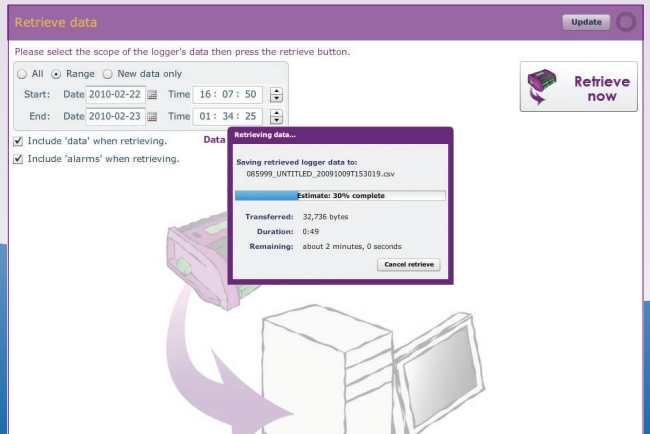 Retrieve data
Update
Please select the scope of the logger's data then press the retrieve button.
All Range New data only
Start: Date 2010-02-22 Time 16 : 07 : 50
End: Date 2010-02-23 Time 01 : 34 : 25
Retrieve
now
Include 'data' when retrieving.
Data
Include 'alarms' when retrieving.
Retrieving data...
Saving retrieved logger data to:
085999_UNTITLED_20091009T153019.csv
Estimate: 30% complete
Transferred: 32,736 bytes
Duration: 0:49
Remaining: about 2 minutes, 0 seconds
Cancel retrieve